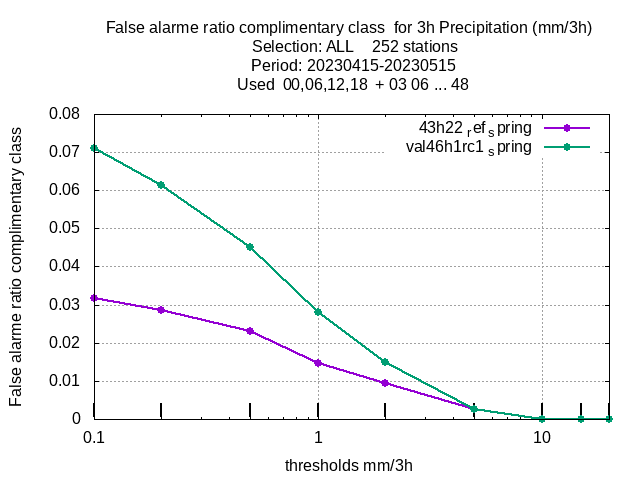 False alarme ratio complimentary class  for 3h Precipitation (mm/3h)
Selection: ALL    252 stations
Period: 20230415-20230515
Used  00,06,12,18  + 03 06 ... 48
False alarme ratio complimentary class
0.08
0.07
0.06
0.05
0.04
0.03
0.02
0.01
0
43h22 ref spring
val46h1rc1 spring
0.1
1
10
thresholds mm/3h